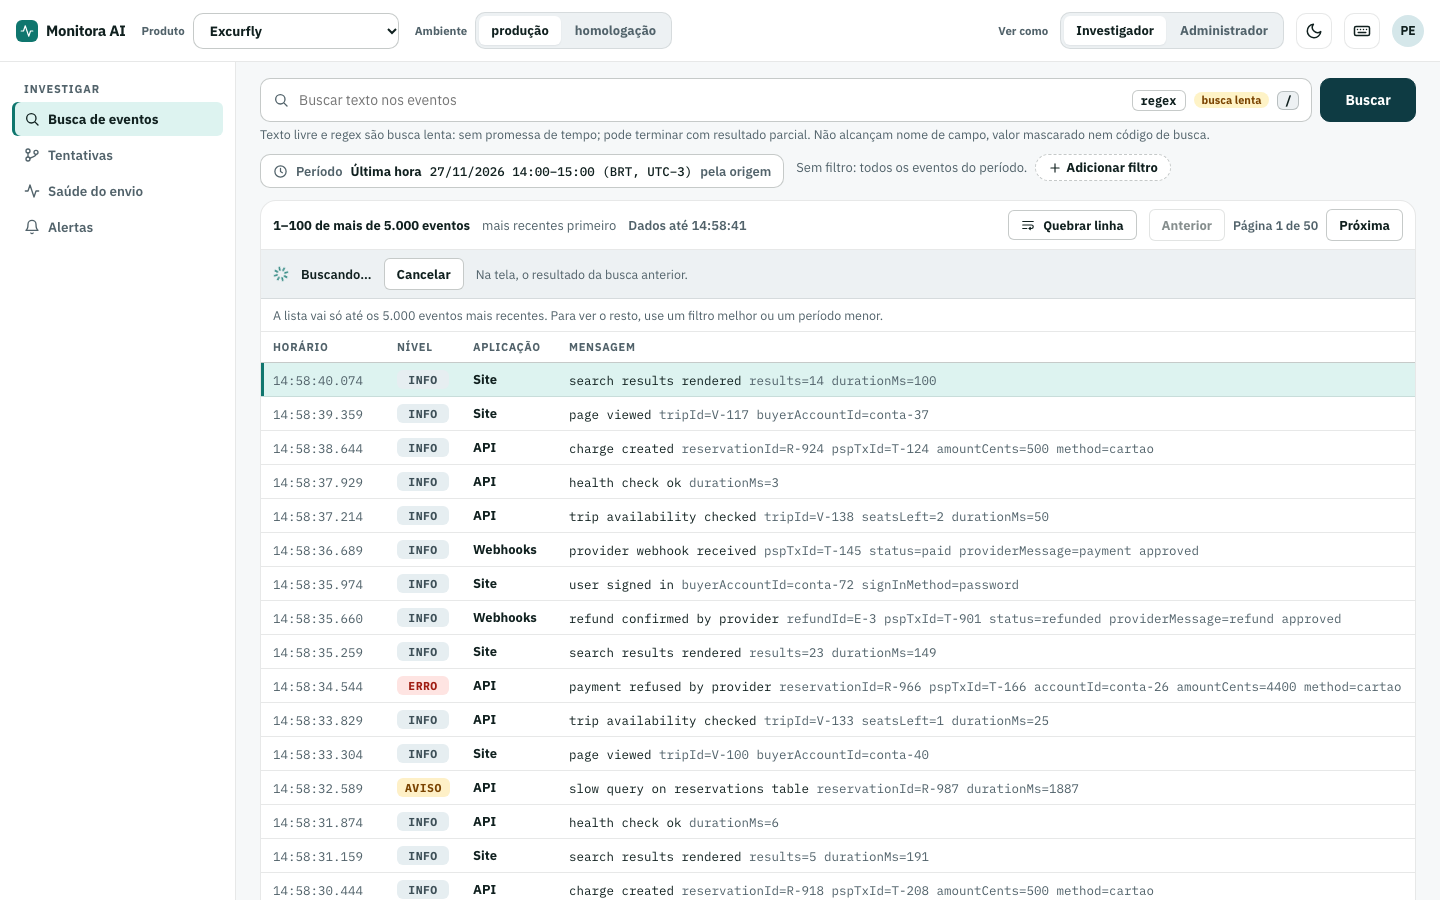 Monitora AI Produto Excurfly Ambiente produção homologação Ver como Investigador Administrador PE
INVESTIGAR
Busca de eventos
Tentativas
Saúde do envio
Alertas
Buscar texto nos eventos regex busca lenta / Buscar
Texto livre e regex são busca lenta: sem promessa de tempo; pode terminar com resultado parcial. Não alcançam nome de campo, valor mascarado nem código de busca.
Período Última hora 27/11/2026 14:00–15:00 (BRT, UTC−3) pela origem Sem filtro: todos os eventos do período. + Adicionar filtro
1–100 de mais de 5.000 eventos mais recentes primeiro Dados até 14:58:41 Quebrar linha Anterior Página 1 de 50 Próxima
Buscando... Cancelar Na tela, o resultado da busca anterior.
A lista vai só até os 5.000 eventos mais recentes. Para ver o resto, use um filtro melhor ou um período menor.
HORÁRIO NÍVEL APLICAÇÃO MENSAGEM
14:58:40.074 INFO Site search results rendered results=14 durationMs=100
14:58:39.359 INFO Site page viewed tripId=V-117 buyerAccountId=conta-37
14:58:38.644 INFO API charge created reservationId=R-924 pspTxId=T-124 amountCents=500 method=cartao
14:58:37.929 INFO API health check ok durationMs=3
14:58:37.214 INFO API trip availability checked tripId=V-138 seatsLeft=2 durationMs=50
14:58:36.689 INFO Webhooks provider webhook received pspTxId=T-145 status=paid providerMessage=payment approved
14:58:35.974 INFO Site user signed in buyerAccountId=conta-72 signInMethod=password
14:58:35.660 INFO Webhooks refund confirmed by provider refundId=E-3 pspTxId=T-901 status=refunded providerMessage=refund approved
14:58:35.259 INFO Site search results rendered results=23 durationMs=149
14:58:34.544 ERRO API payment refused by provider reservationId=R-966 pspTxId=T-166 accountId=conta-26 amountCents=4400 method=cartao
14:58:33.829 INFO API trip availability checked tripId=V-133 seatsLeft=1 durationMs=25
14:58:33.304 INFO Site page viewed tripId=V-100 buyerAccountId=conta-40
14:58:32.589 AVISO API slow query on reservations table reservationId=R-987 durationMs=1887
14:58:31.874 INFO API health check ok durationMs=6
14:58:31.159 INFO Site search results rendered results=5 durationMs=191
14:58:30.444 INFO API charge created reservationId=R-918 pspTxId=T-208 amountCents=500 method=cartao